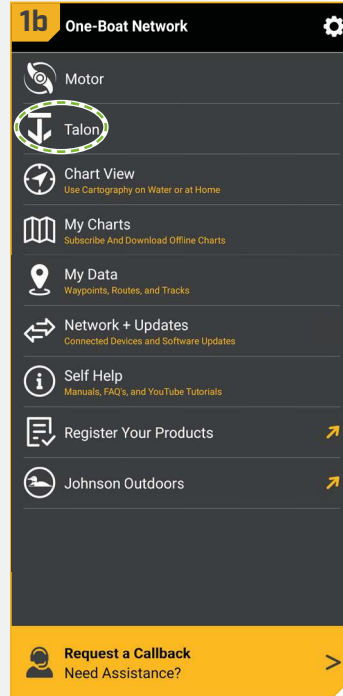 1b
One-Boat Network
Motor
Talon
Chart View
Use Cartography on Water or at Home
My Charts
Subscribe And Download Offline Charts
My Data
Waypoints, Routes, and Tracks
Network + Updates
Connected Devices and Software Updates
Self Help
Manuals, FAQ's, and YouTube Tutorials
Register Your Products
Johnson Outdoors
Request a Callback
Need Assistance?